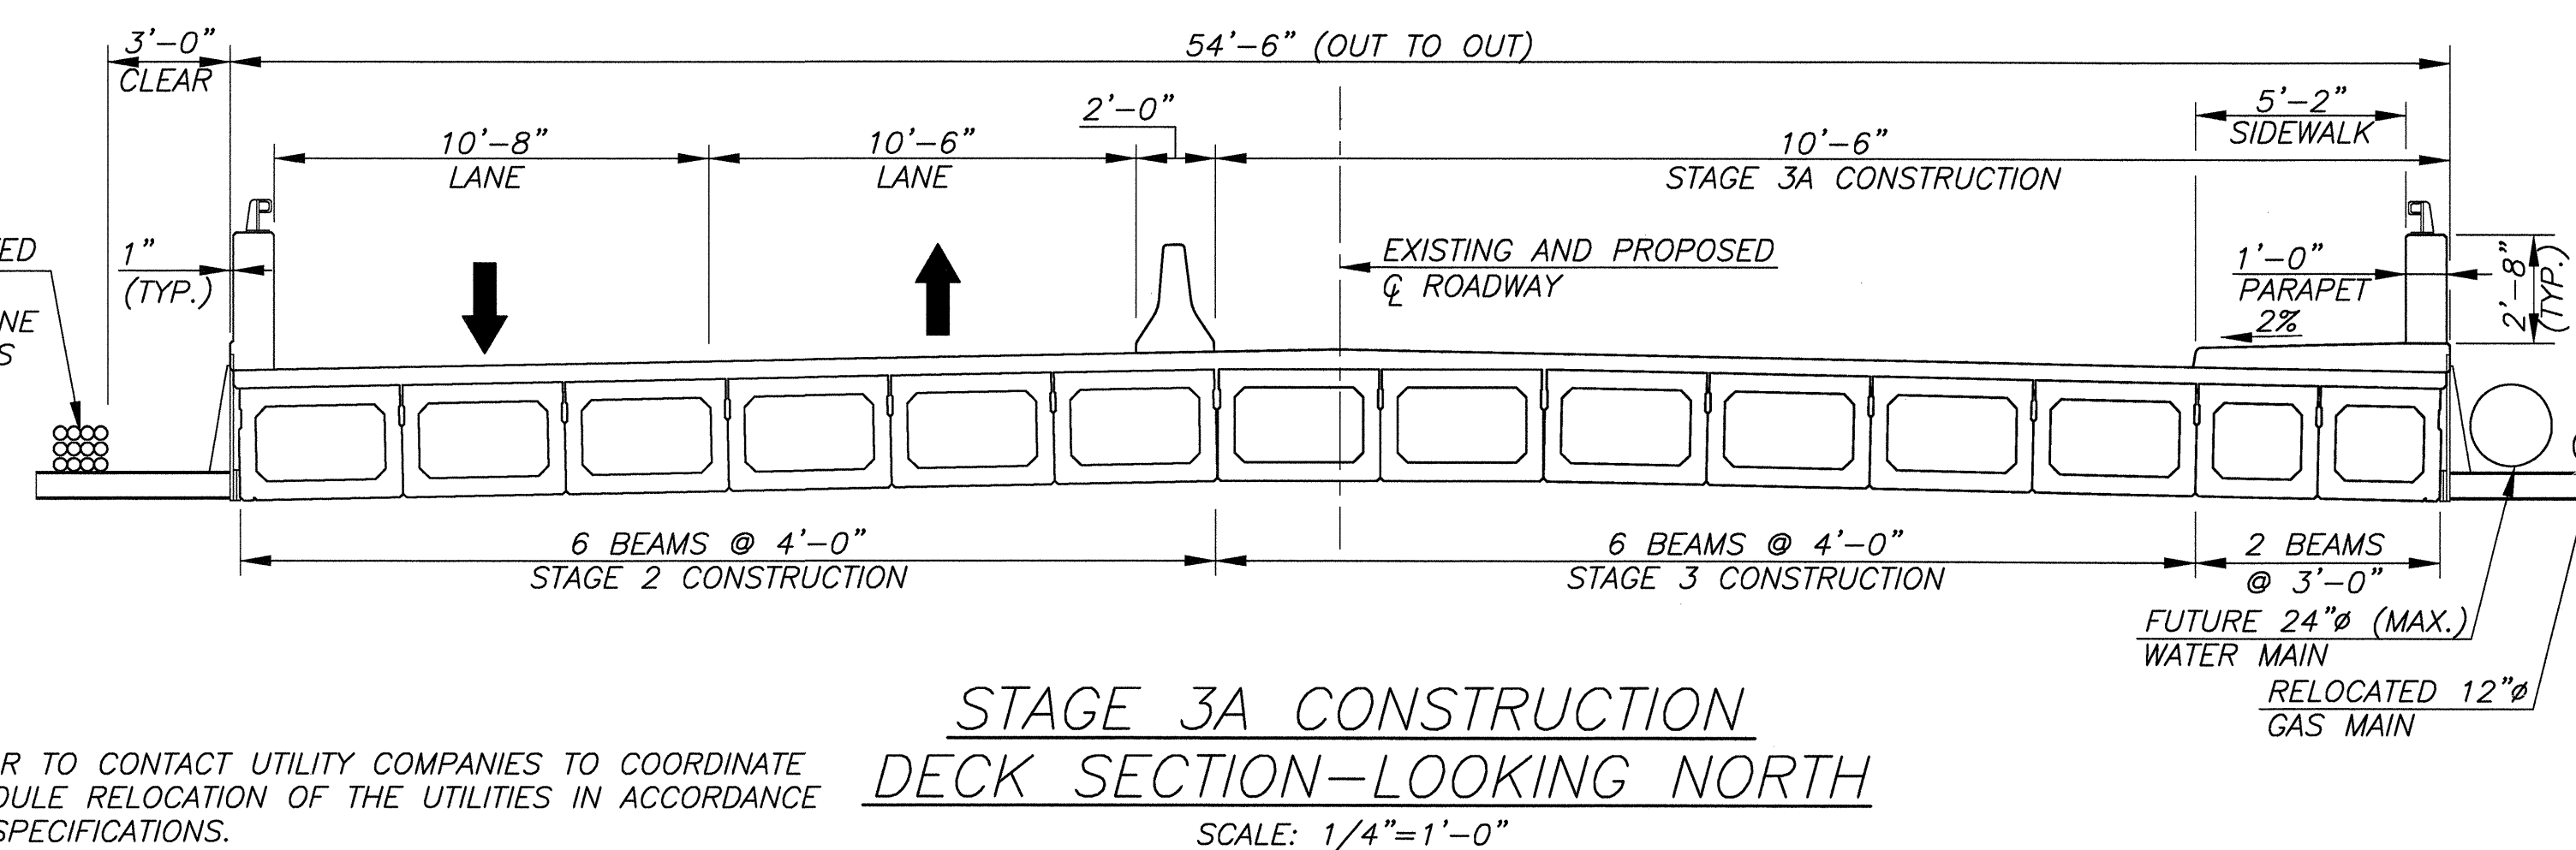 3'-0"
CLEAR
54'-6" (OUT TO OUT)
2'-0"
5'-2"
SIDEWALK
10'-8"
LANE
10'-6"
LANE
10'-6"
STAGE 3A CONSTRUCTION
1"
(TYP.)
EXISTING AND PROPOSED
℄ ROADWAY
1'-0"
PARAPET
2%
2'-8"
(TYP.)
6 BEAMS @ 4'-0"
STAGE 2 CONSTRUCTION
6 BEAMS @ 4'-0"
STAGE 3 CONSTRUCTION
2 BEAMS
@ 3'-0"
FUTURE 24"ø (MAX.)
WATER MAIN
RELOCATED 12"ø
GAS MAIN
STAGE 3A CONSTRUCTION
DECK SECTION-LOOKING NORTH
SCALE: 1/4"=1'-0"
R TO CONTACT UTILITY COMPANIES TO COORDINATE
DULE RELOCATION OF THE UTILITIES IN ACCORDANCE
SPECIFICATIONS.